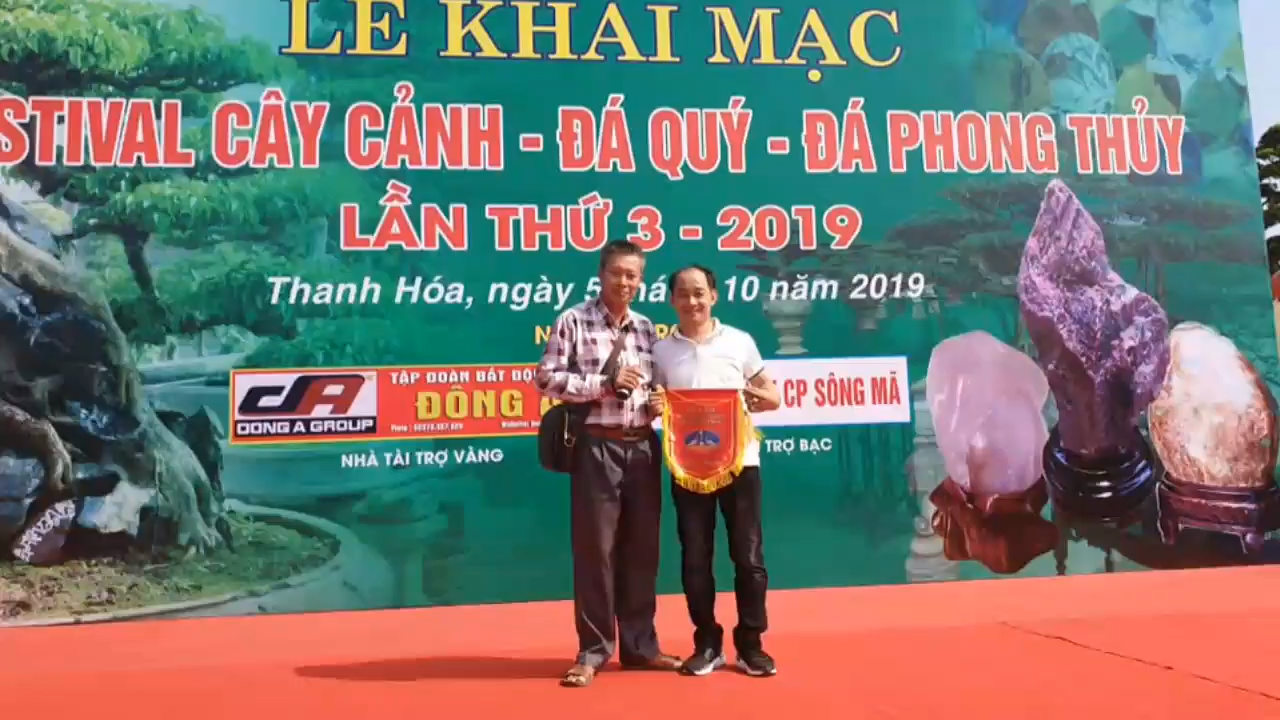 LỄ KHAI MẠC
STIVAL CÂY CẢNH - ĐÁ QUÝ - ĐÁ PHONG THỦY
LẦN THỨ 3 - 2019
Thanh Hóa, ngày 5 10 năm 2019
DONG A GROUP
TẬP ĐOÀN BẤT ĐỘ
ĐÔNG
CP SÔNG MÃ
NHÀ TÀI TRỢ VÀNG
TRỢ BẠC